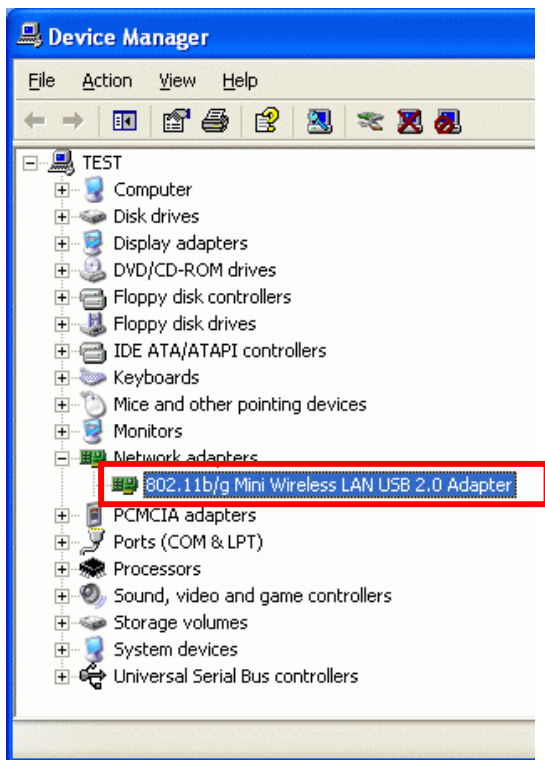 Device Manager
File Action View Help
TEST
Computer
Disk drives
Display adapters
DVD/CD-ROM drives
Floppy disk controllers
Floppy disk drives
IDE ATA/ATAPI controllers
Keyboards
Mice and other pointing devices
Monitors
Network adapters
802.11b/g Mini Wireless LAN USB 2.0 Adapter
PCMCIA adapters
Ports (COM & LPT)
Processors
Sound, video and game controllers
Storage volumes
System devices
Universal Serial Bus controllers